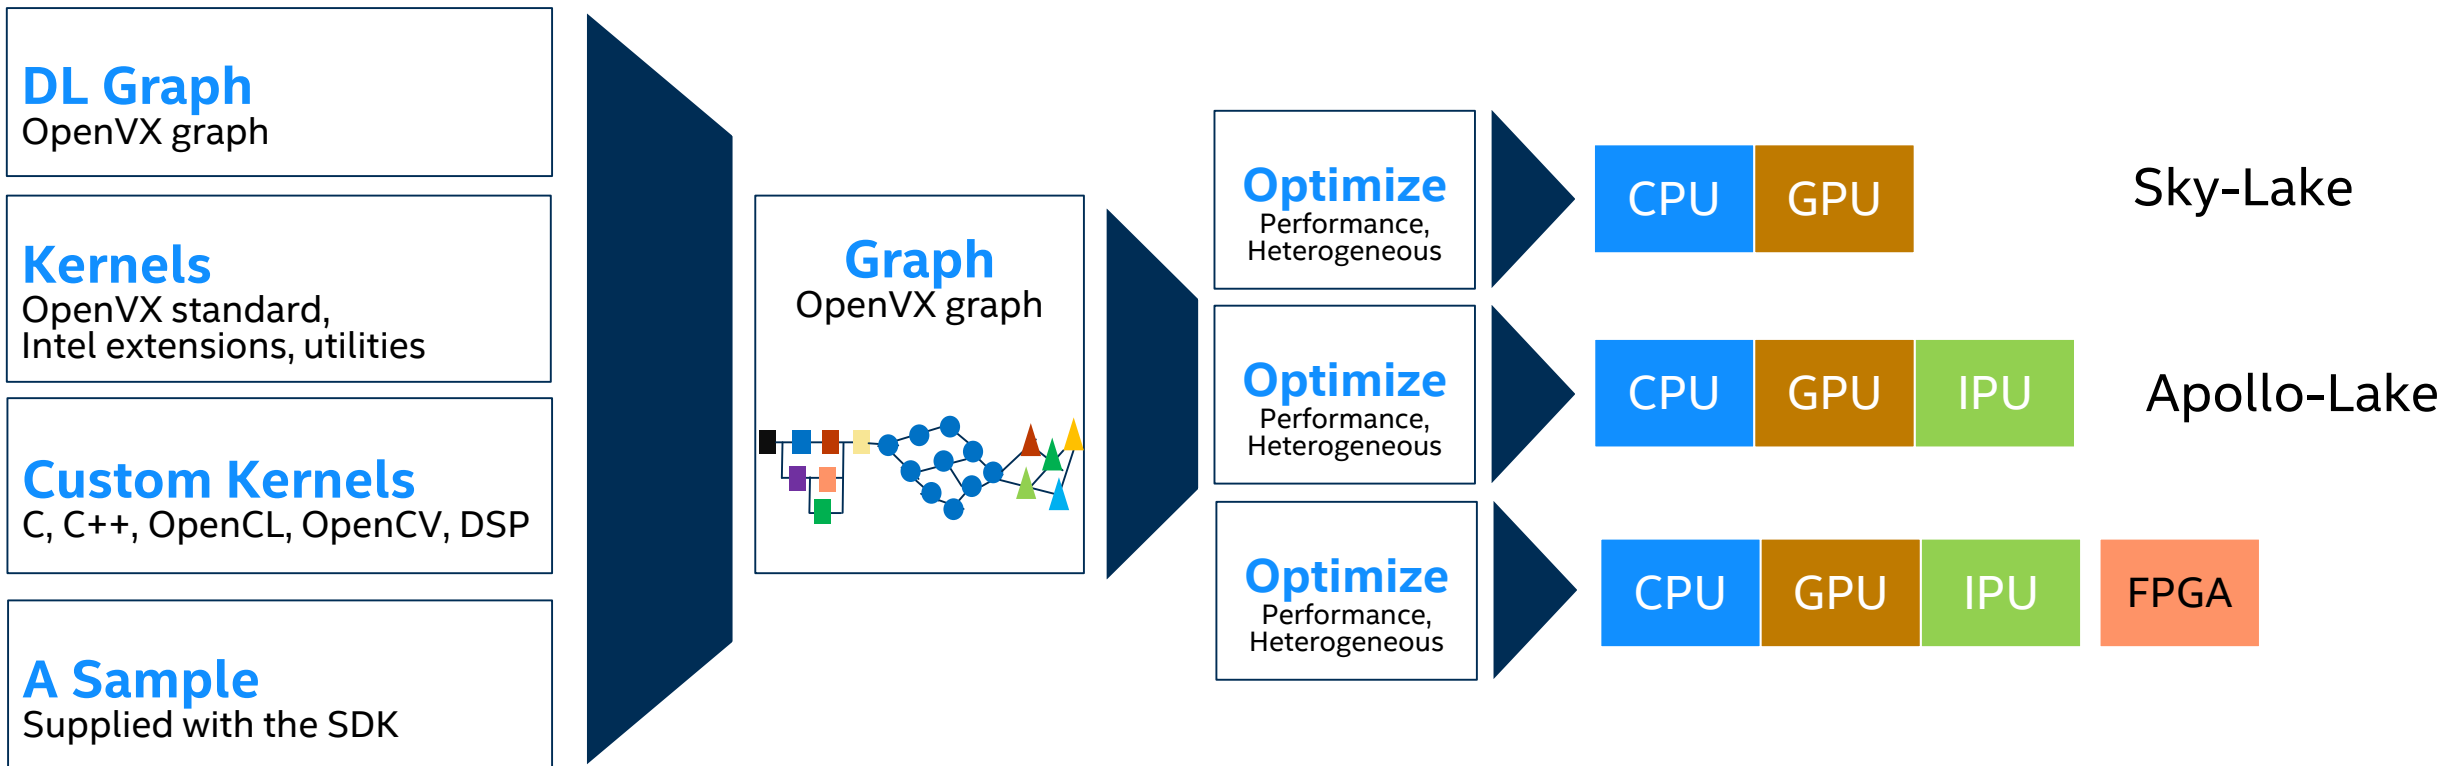 DL Graph
OpenVX graph
Kernels
OpenVX standard,
Intel extensions, utilities
Custom Kernels
C, C++, OpenCL, OpenCV, DSP
A Sample
Supplied with the SDK
Graph
OpenVX graph
Optimize
Performance,
Heterogeneous
CPU GPU
Sky-Lake
Optimize
Performance,
Heterogeneous
CPU GPU IPU
Apollo-Lake
Optimize
Performance,
Heterogeneous
CPU GPU IPU FPGA